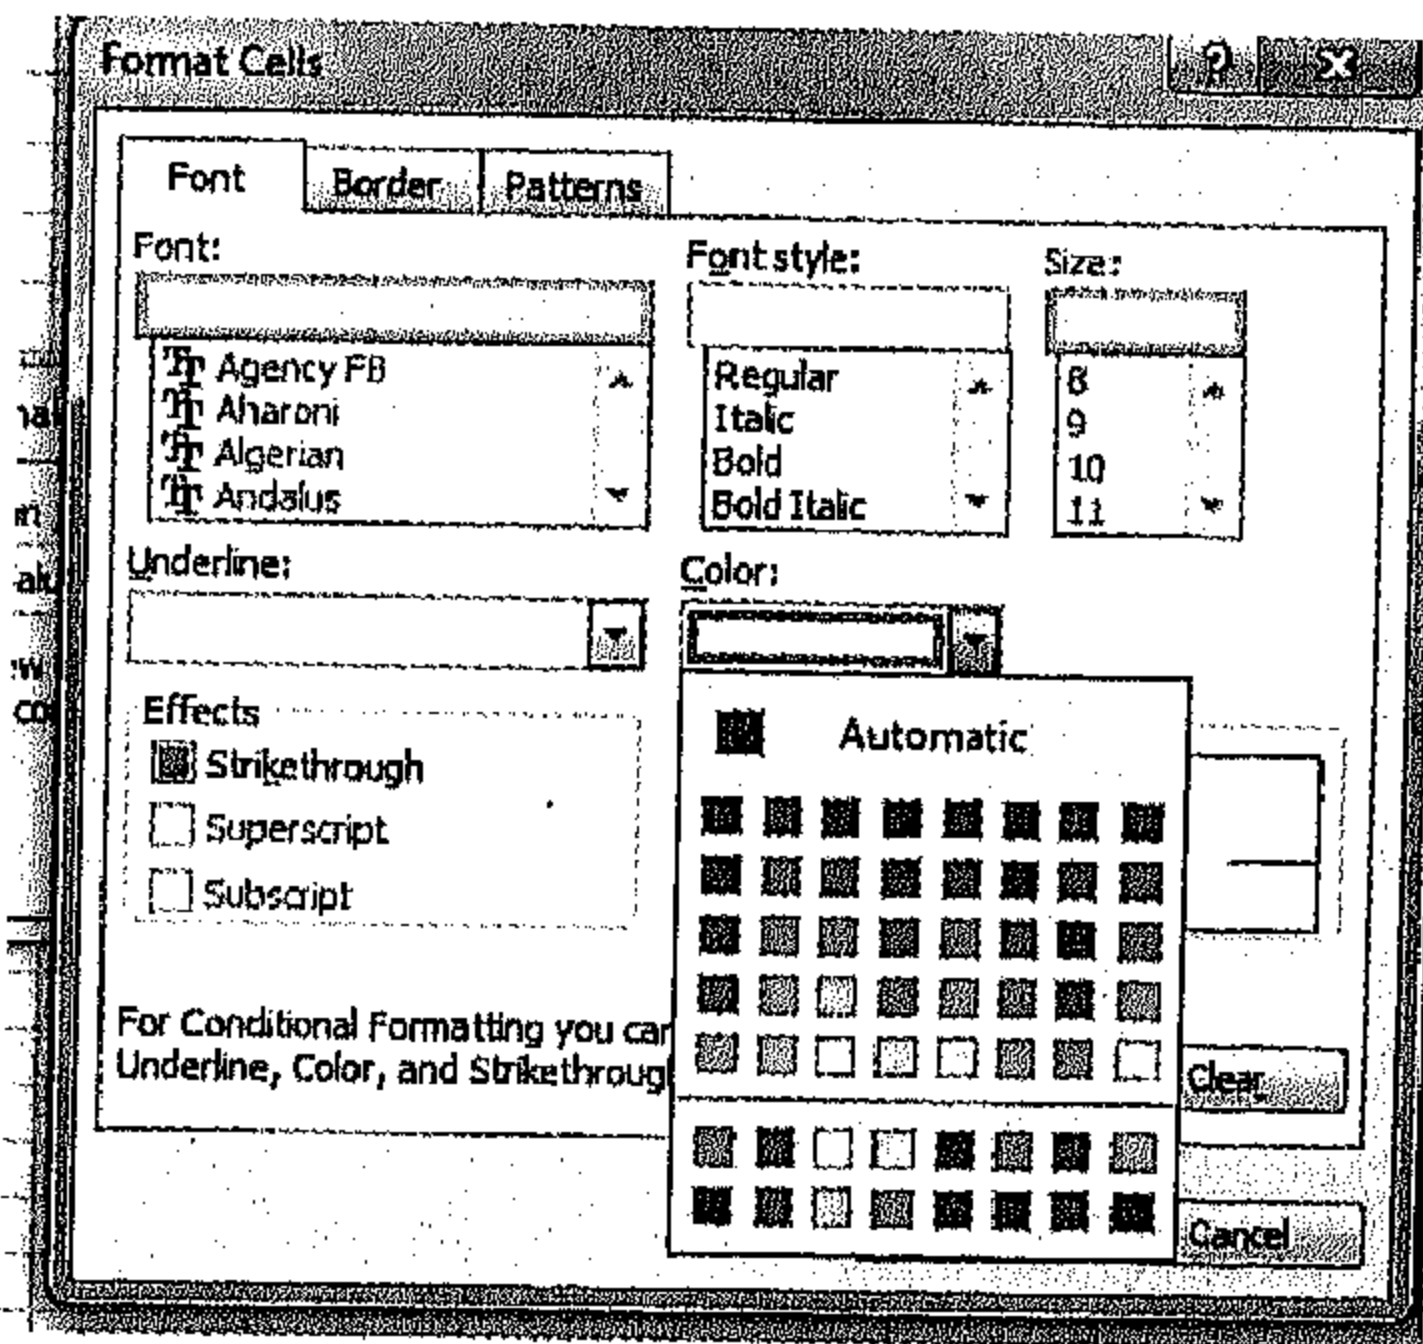 Format Cells
?
Font Border Patterns
Font: Font style: Size:
Agency FB Regular 8
Aharoni Italic 9
Algerian Bold 10
Andalus Bold Italic 11
Underline: Color:
Automatic
Effects
Strikethrough
Superscript
Subscript
For Conditional Formatting you can
Underline, Color, and Strikethroug
Clear
Cancel